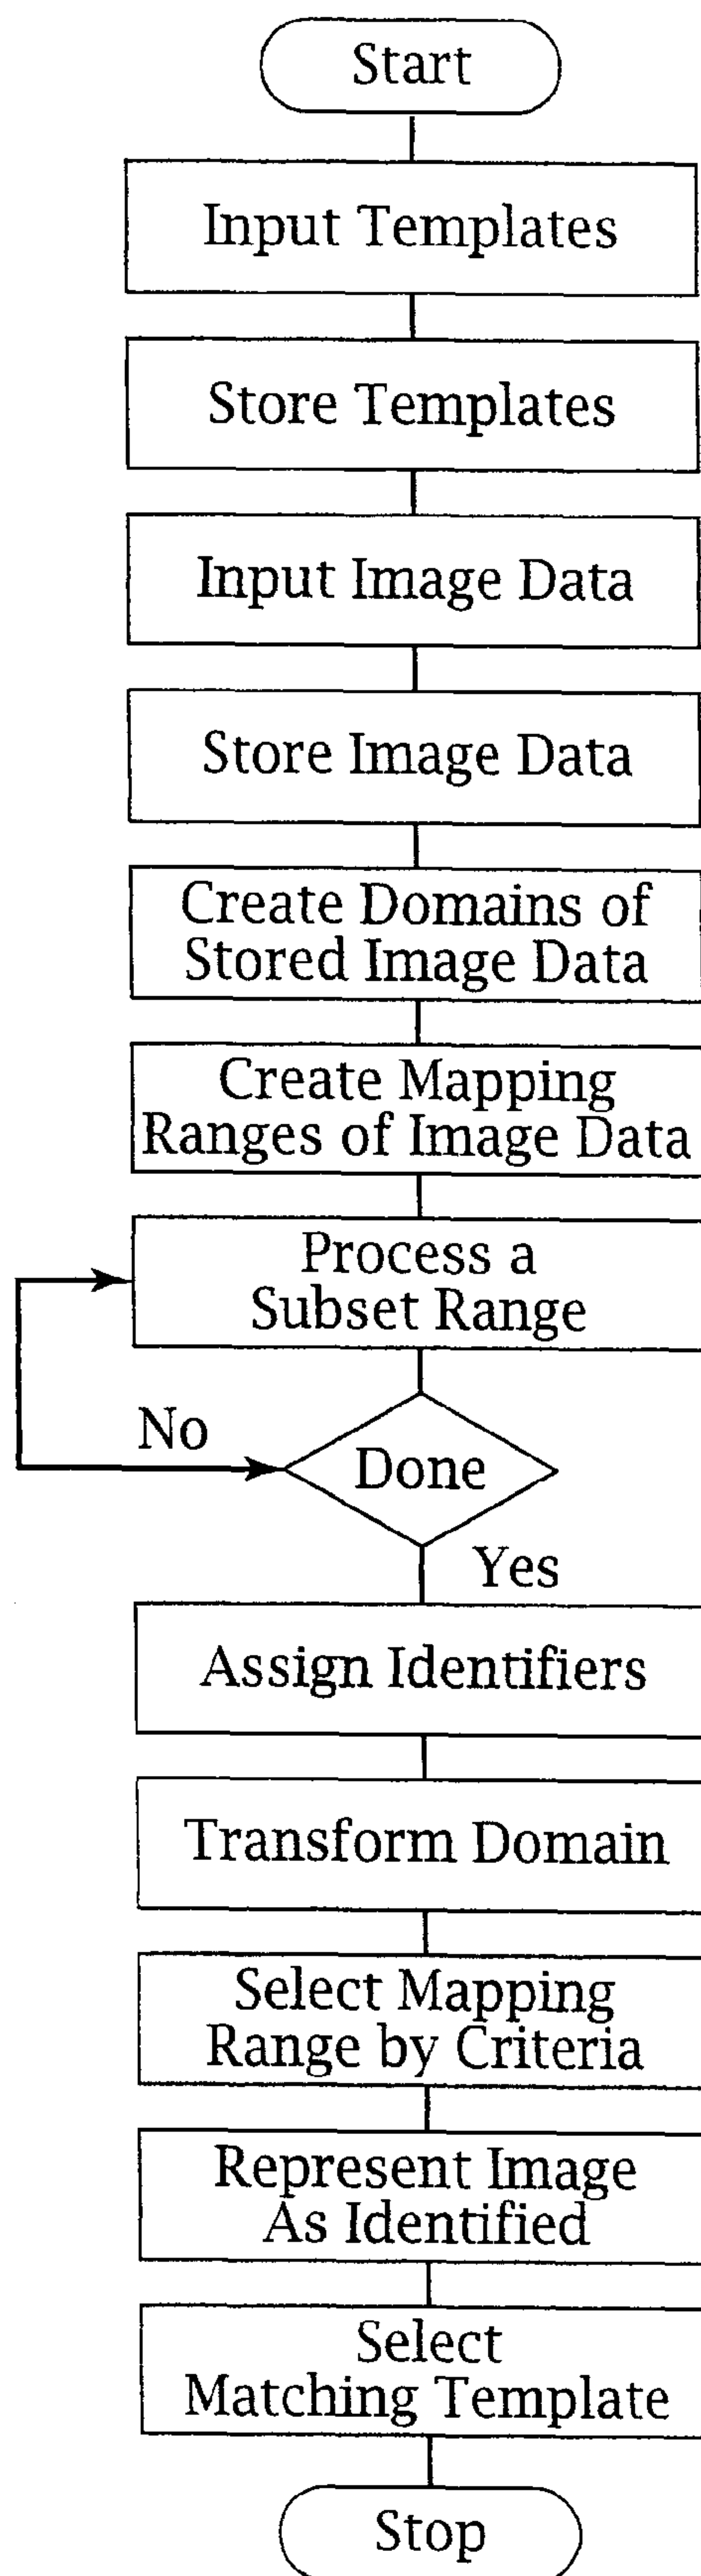 Start
Input Templates
Store Templates
Input Image Data
Store Image Data
Create Domains of
Stored Image Data
Create Mapping
Ranges of Image Data
Process a
Subset Range
No
Done
Yes
Assign Identifiers
Transform Domain
Select Mapping
Range by Criteria
Represent Image
As Identified
Select
Matching Template
Stop